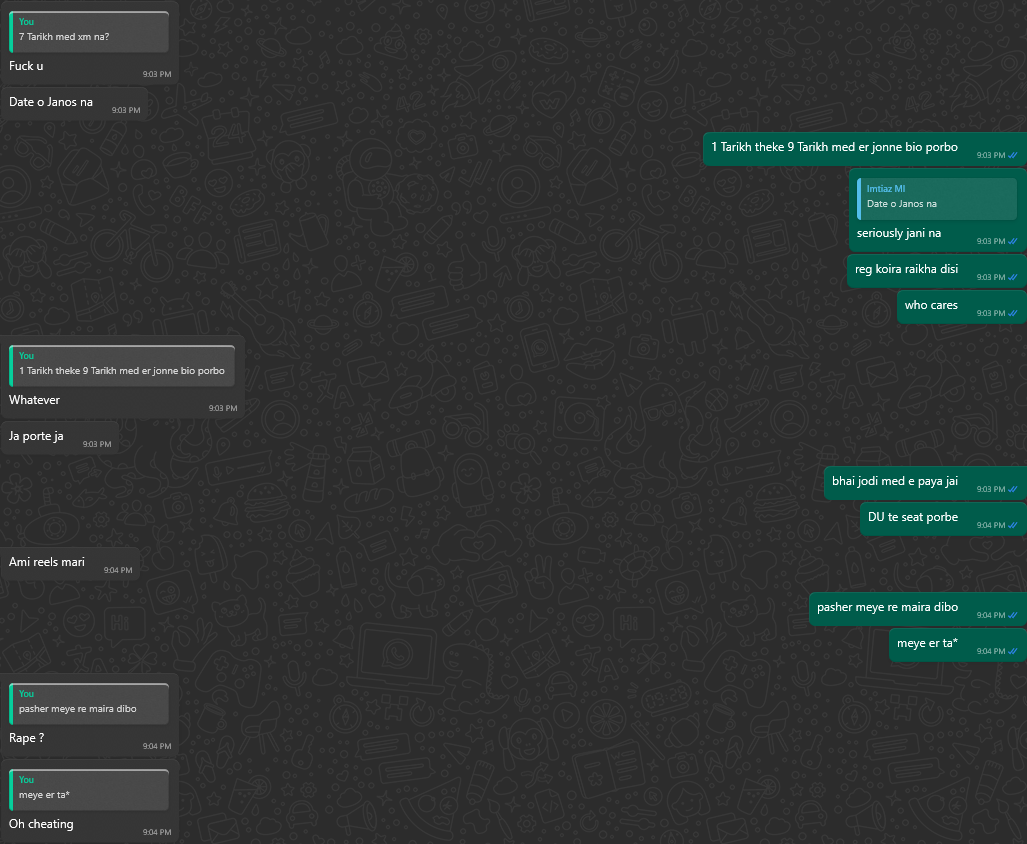 You
7 Tarikh med xm na?
Fuck u
9:03 PM
Date o Janos na
9:03 PM
1 Tarikh theke 9 Tarikh med er jonne bio porbo
9:03 PM
Imtiaz MI
Date o Janos na
seriously jani na
9:03 PM
reg koira raikha disi
9:03 PM
who cares
9:03 PM
You
1 Tarikh theke 9 Tarikh med er jonne bio porbo
Whatever
9:03 PM
Ja porte ja
9:03 PM
bhai jodi med e paya jai
9:03 PM
DU te seat porbe
9:04 PM
Ami reels mari
9:04 PM
pasher meye re maira dibo
9:04 PM
meye er ta*
9:04 PM
You
pasher meye re maira dibo
Rape ?
9:04 PM
You
meye er ta*
Oh cheating
9:04 PM